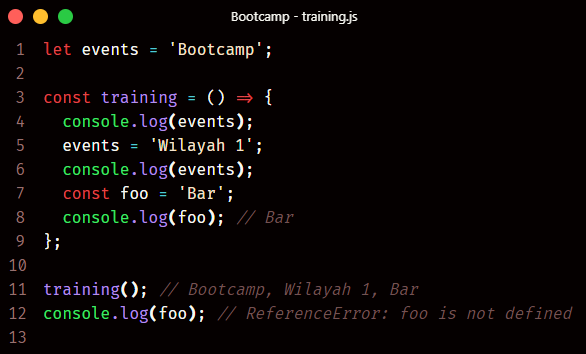 Bootcamp - training.js
1 let events = 'Bootcamp';
2
3 const training = () => {
4   console.log(events);
5   events = 'Wilayah 1';
6   console.log(events);
7   const foo = 'Bar';
8   console.log(foo); // Bar
9 };
10
11 training(); // Bootcamp, Wilayah 1, Bar
12 console.log(foo); // ReferenceError: foo is not defined
13